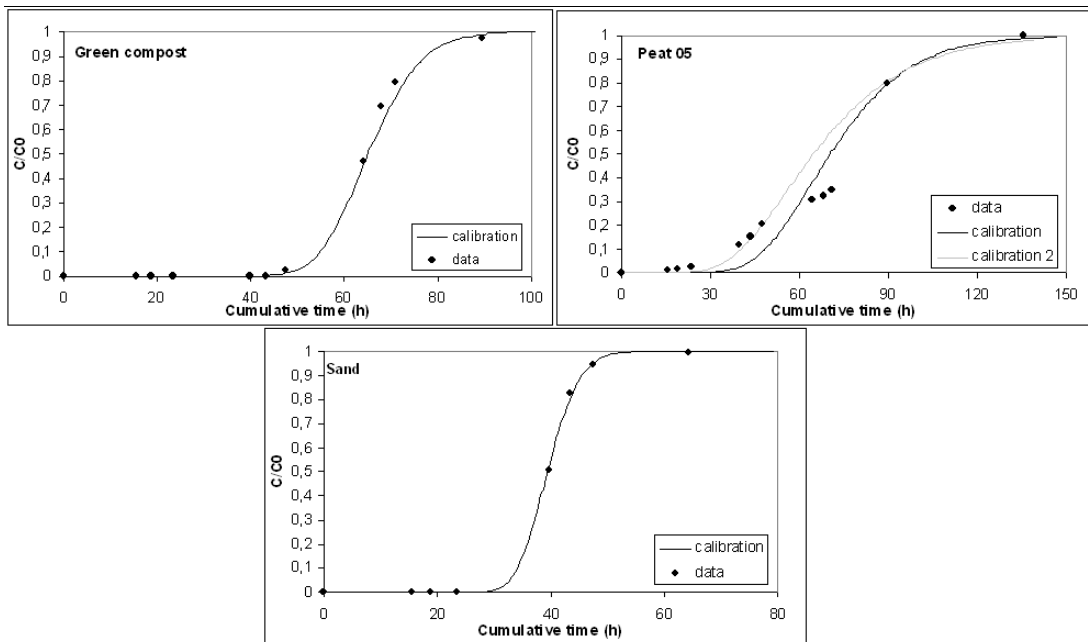 Green compost
C/C0
1
0,9
0,8
0,7
0,6
0,5
0,4
0,3
0,2
0,1
0
0 20 40 60 80 100
Cumulative time (h)
calibration
data
Peat 05
C/C0
1
0,9
0,8
0,7
0,6
0,5
0,4
0,3
0,2
0,1
0
0 30 60 90 120 150
Cumulative time (h)
data
calibration
calibration 2
Sand
C/C0
1
0,9
0,8
0,7
0,6
0,5
0,4
0,3
0,2
0,1
0
0 20 40 60 80
Cumulative time (h)
calibration
data